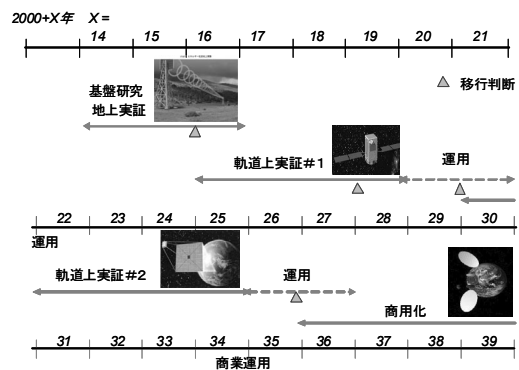 2000+X年 X =
14 15 16 17 18 19 20 21
移行判断
基盤研究
地上実証
軌道上実証#1
運用
22 23 24 25 26 27 28 29 30
運用
軌道上実証#2
運用
商用化
31 32 33 34 35 36 37 38 39
商業運用